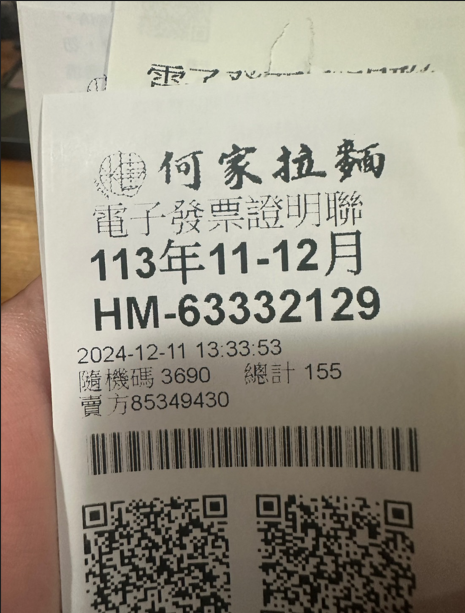 何家拉麵
電子發票證明聯
113年11-12月
HM-63332129
2024-12-11 13:33:53
隨機碼 3690 總計 155
賣方85349430